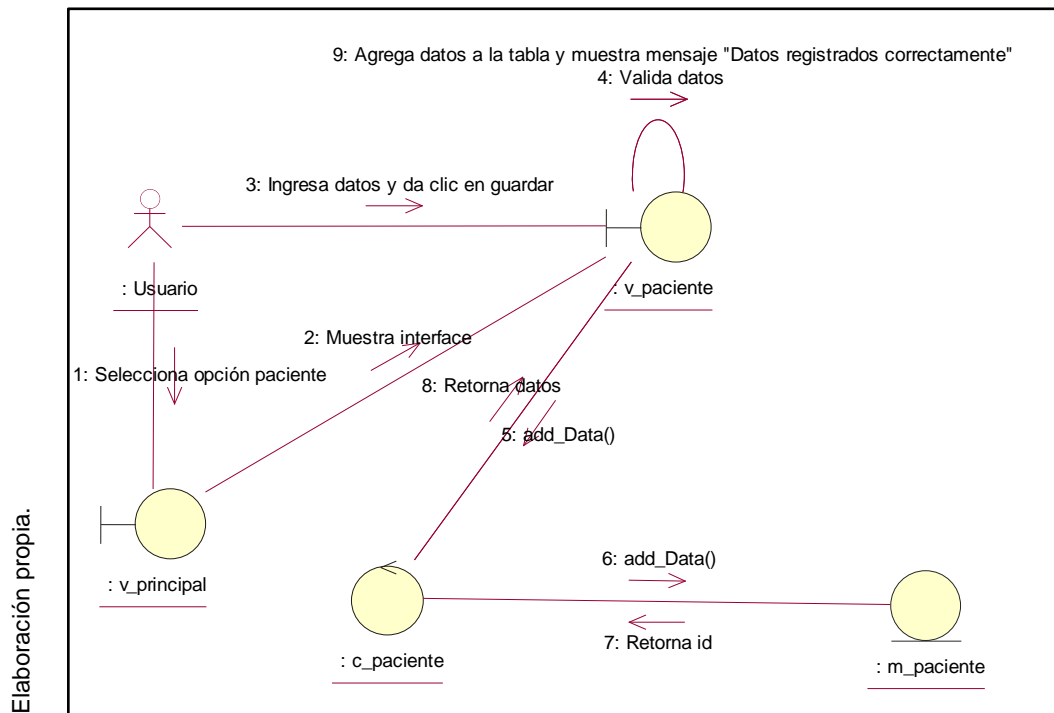 9: Agrega datos a la tabla y muestra mensaje "Datos registrados correctamente"
4: Valida datos
3: Ingresa datos y da clic en guardar
: Usuario
: v_paciente
2: Muestra interface
1: Selecciona opción paciente
8: Retorna datos
5: add_Data()
: v_principal
6: add_Data()
7: Retorna id
: c_paciente
: m_paciente
Elaboración propia.